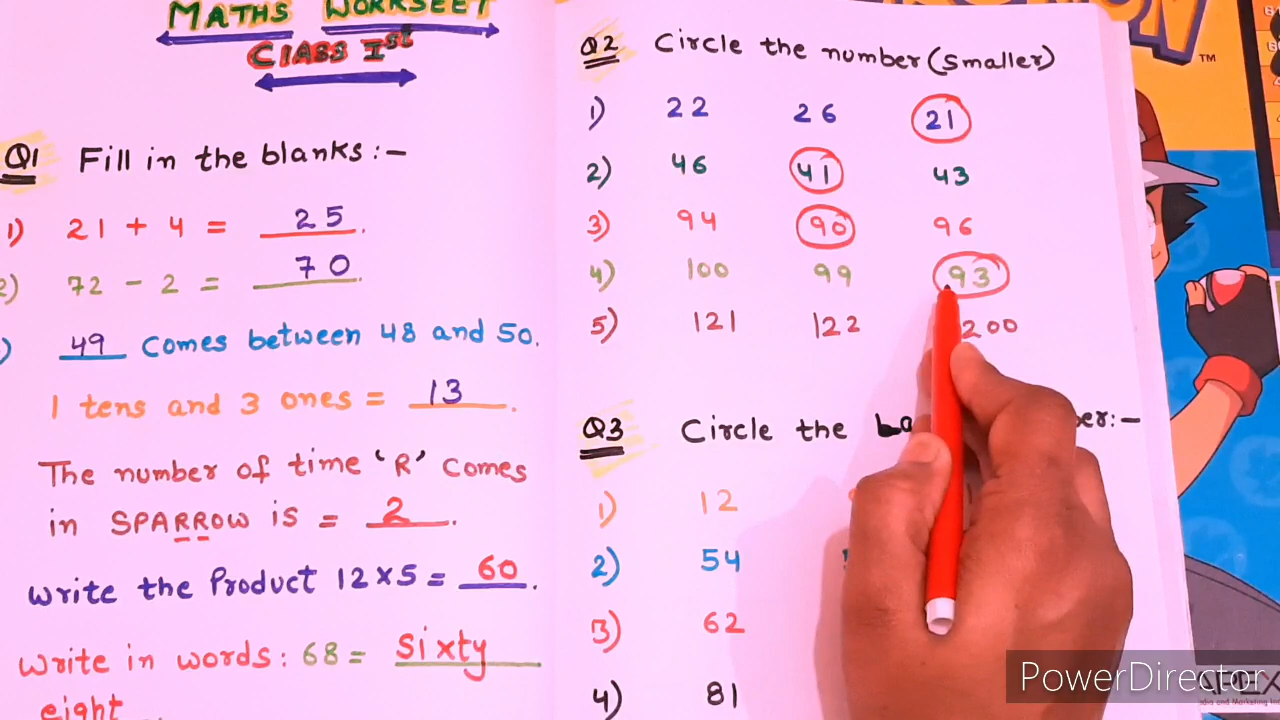 MATHS WORKSEET
CLASS Ist
Q1 Fill in the blanks:-
1) 21 + 4 = 25.
2) 72 - 2 = 70.
) 49 comes between 48 and 50.
1 tens and 3 ones = 13.
The number of time 'R' comes
in SPARROW is = 2.
Write the Product 12x5 = 60.
Write in words: 68 = sixty
eight
Q2 Circle the number (smaller)
1) 22 26 21
2) 46 41 43
3) 94 90 96
4) 100 99 93
5) 121 122 200
Q3 Circle the
1) 12
2) 54
3) 62
4) 81
TM
PowerDirector